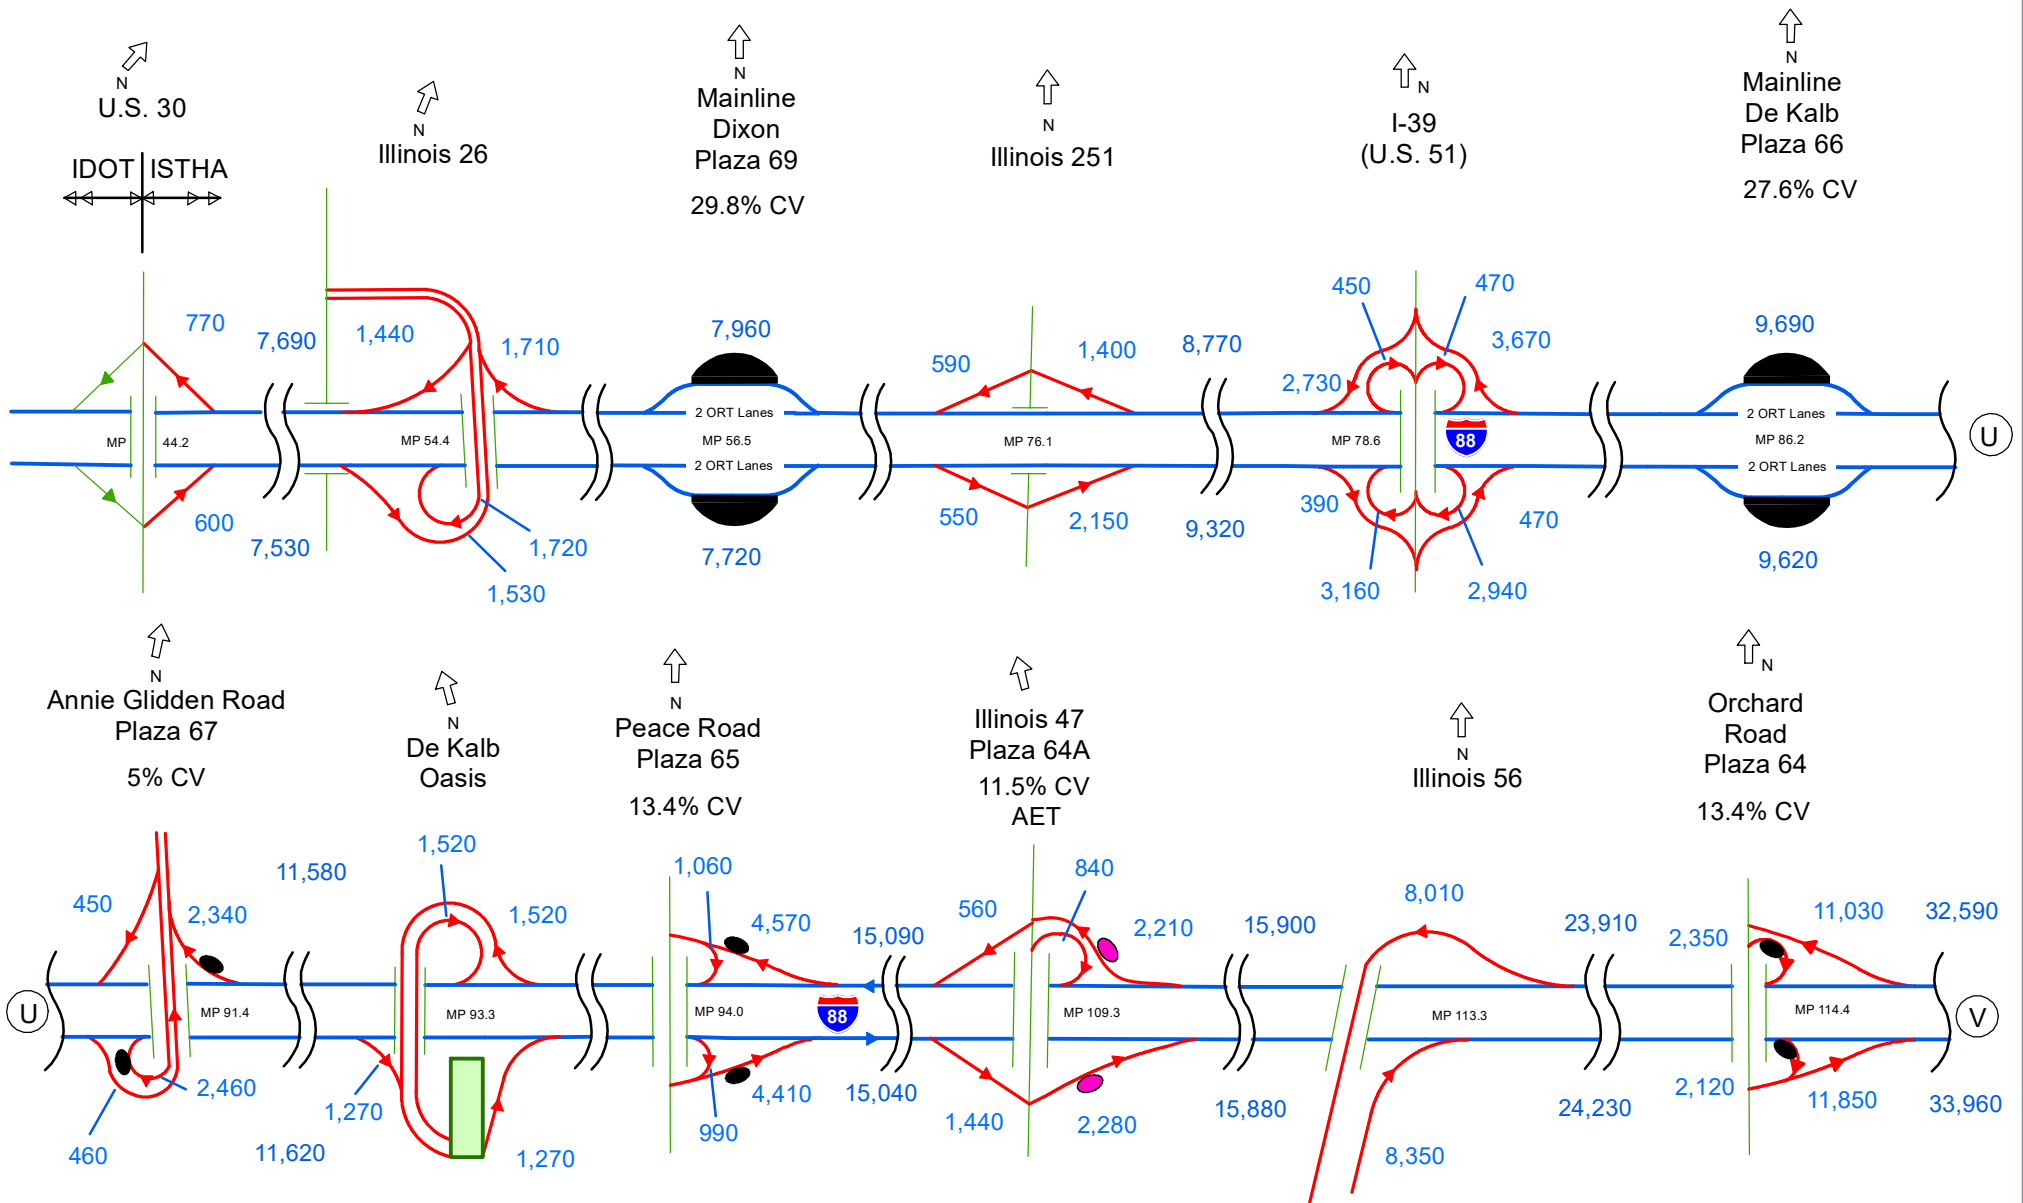 N
U.S. 30
IDOT
ISTHA
N
Illinois 26
N
Mainline
Dixon
Plaza 69
29.8% CV
N
Illinois 251
N
I-39
(U.S. 51)
N
Mainline
De Kalb
Plaza 66
27.6% CV
770
7,690
1,440
1,710
7,960
590
1,400
8,770
450
470
2,730
3,670
9,690
MP
44.2
MP 54.4
2 ORT Lanes
MP 56.5
2 ORT Lanes
MP 76.1
MP 78.6
88
2 ORT Lanes
MP 86.2
2 ORT Lanes
U
600
7,530
1,720
1,530
7,720
550
2,150
9,320
390
470
3,160
2,940
9,620
N
Annie Glidden Road
Plaza 67
5% CV
N
De Kalb
Oasis
N
Peace Road
Plaza 65
13.4% CV
N
Illinois 47
Plaza 64A
11.5% CV
AET
N
Illinois 56
N
Orchard
Road
Plaza 64
13.4% CV
450
2,340
11,580
1,520
1,520
1,060
4,570
15,090
560
840
2,210
15,900
8,010
23,910
2,350
11,030
32,590
U
MP 91.4
MP 93.3
MP 94.0
88
MP 109.3
MP 113.3
MP 114.4
V
460
2,460
11,620
1,270
1,270
990
4,410
15,040
1,440
2,280
15,880
8,350
24,230
2,120
11,850
33,960